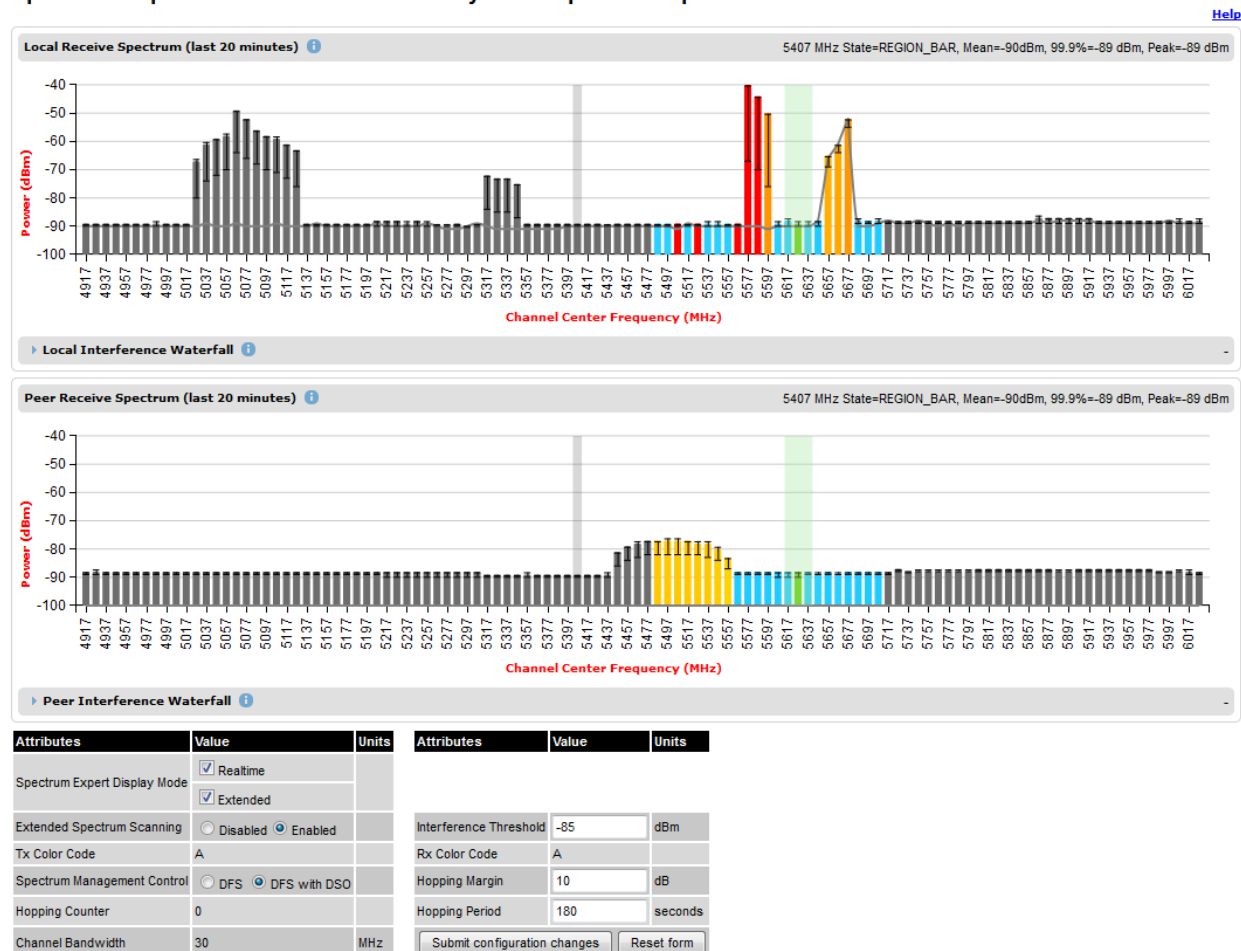 Help
Local Receive Spectrum (last 20 minutes) i 5407 MHz State=REGION_BAR, Mean=-90dBm, 99.9%=-89 dBm, Peak=-89 dBm
Power (dBm)
-40
-50
-60
-70
-80
-90
-100
4917 4937 4957 4977 4997 5017 5037 5057 5077 5097 5117 5137 5157 5177 5197 5217 5237 5257 5277 5297 5317 5337 5357 5377 5397 5417 5437 5457 5477 5497 5517 5537 5557 5577 5597 5617 5637 5657 5677 5697 5717 5737 5757 5777 5797 5817 5837 5857 5877 5897 5917 5937 5957 5977 5997 6017
Channel Center Frequency (MHz)
Local Interference Waterfall i -
Peer Receive Spectrum (last 20 minutes) i 5407 MHz State=REGION_BAR, Mean=-90dBm, 99.9%=-89 dBm, Peak=-89 dBm
Power (dBm)
-40
-50
-60
-70
-80
-90
-100
4917 4937 4957 4977 4997 5017 5037 5057 5077 5097 5117 5137 5157 5177 5197 5217 5237 5257 5277 5297 5317 5337 5357 5377 5397 5417 5437 5457 5477 5497 5517 5537 5557 5577 5597 5617 5637 5657 5677 5697 5717 5737 5757 5777 5797 5817 5837 5857 5877 5897 5917 5937 5957 5977 5997 6017
Channel Center Frequency (MHz)
Peer Interference Waterfall i -
Attributes Value Units Attributes Value Units
Spectrum Expert Display Mode Realtime
Extended
Extended Spectrum Scanning Disabled Enabled Interference Threshold -85 dBm
Tx Color Code A Rx Color Code A
Spectrum Management Control DFS DFS with DSO Hopping Margin 10 dB
Hopping Counter 0 Hopping Period 180 seconds
Channel Bandwidth 30 MHz Submit configuration changes Reset form